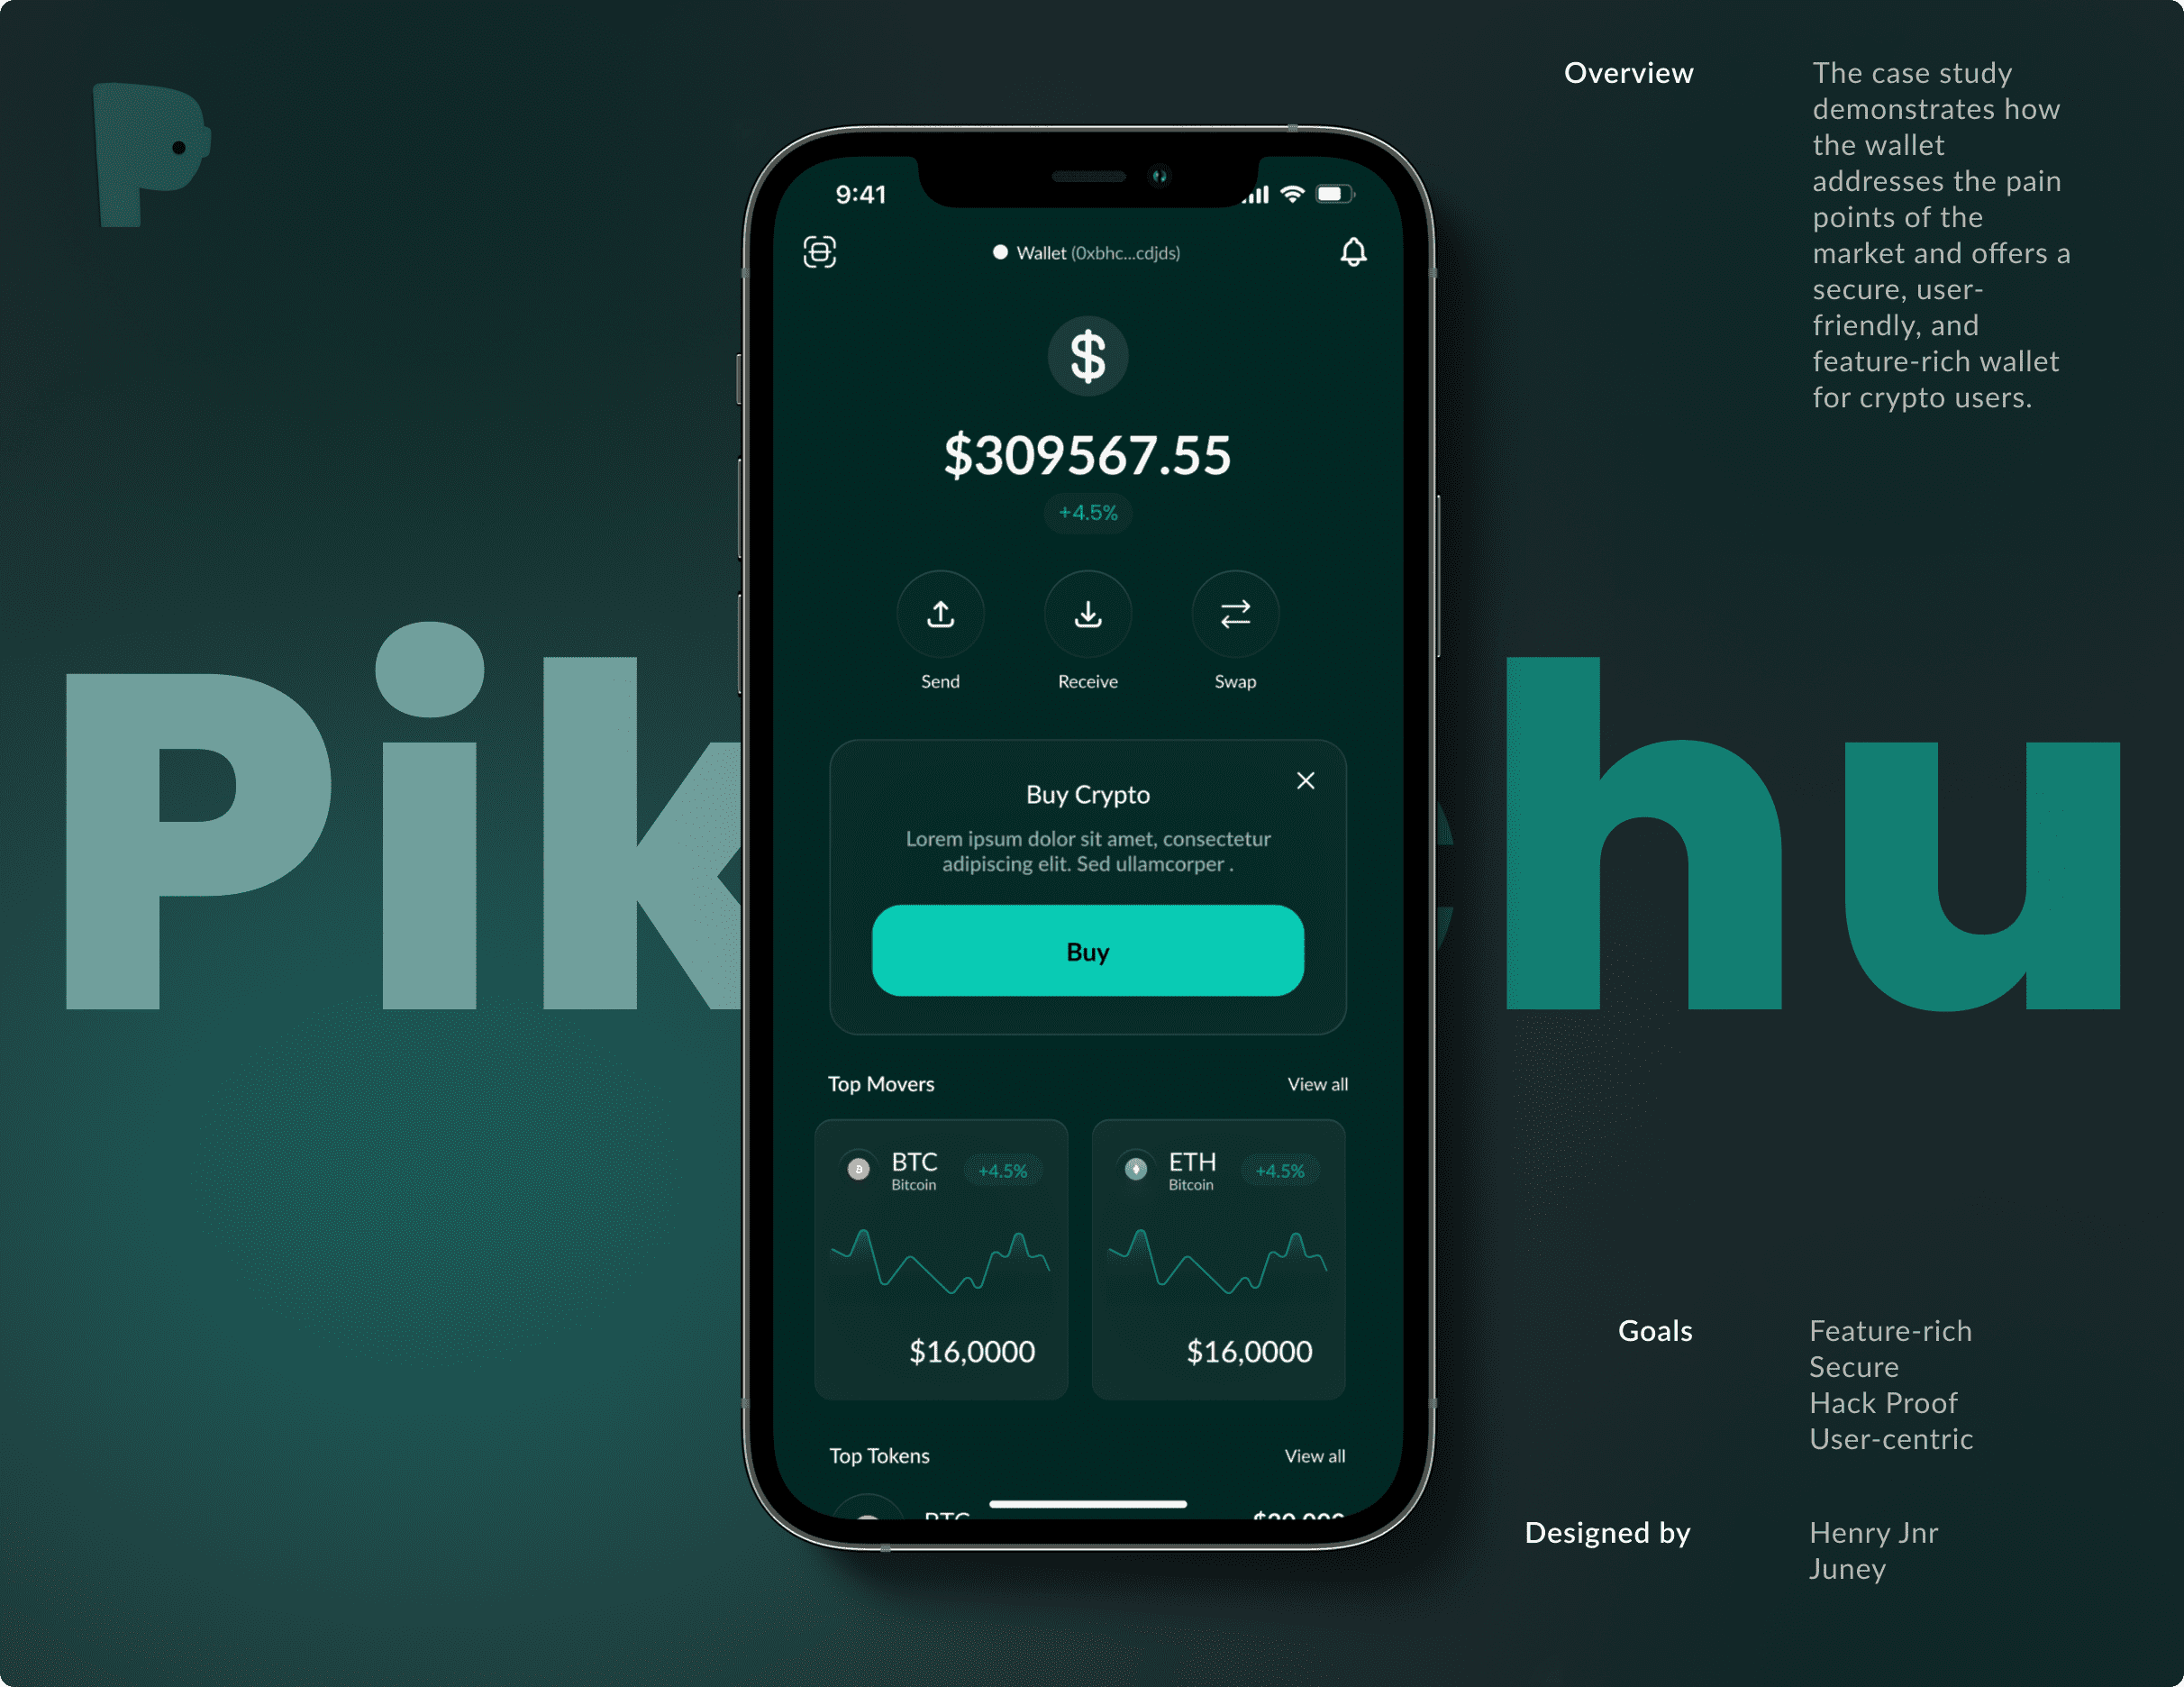 Overview
The case study
demonstrates how
the wallet
addresses the pain
points of the
market and offers a
secure, user-
friendly, and
feature-rich wallet
for crypto users.
9:41
Wallet (0xbhc...cdjds)
$
$309567.55
+4.5%
Send
Receive
Swap
Pik
chu
Buy Crypto
Lorem ipsum dolor sit amet, consectetur
adipiscing elit. Sed ullamcorper .
Buy
Top Movers
View all
BTC
+4.5%
Bitcoin
$16,0000
ETH
+4.5%
Bitcoin
$16,0000
Top Tokens
View all
BTC
Goals
Feature-rich
Secure
Hack Proof
User-centric
Designed by
Henry Jnr
Juney